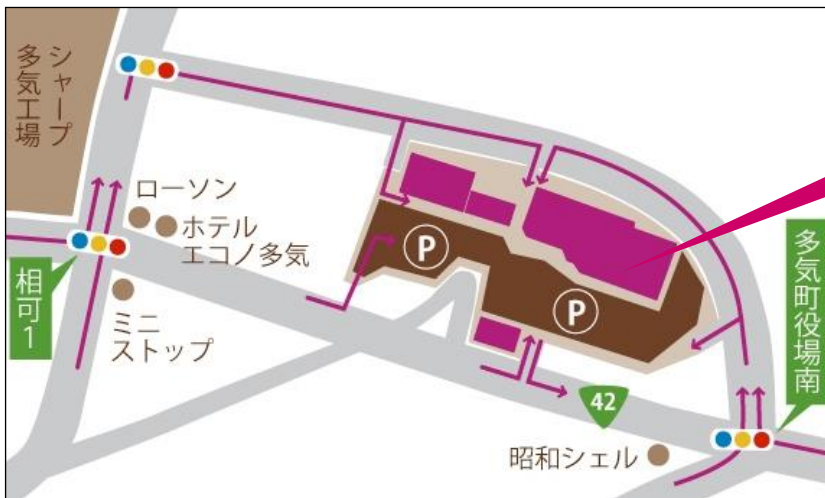 シャープ
多気工場
ローソン
ホテル
エコノ多気
相可1
ミニ
ストップ
P
P
42
昭和シェル
多気町役場南